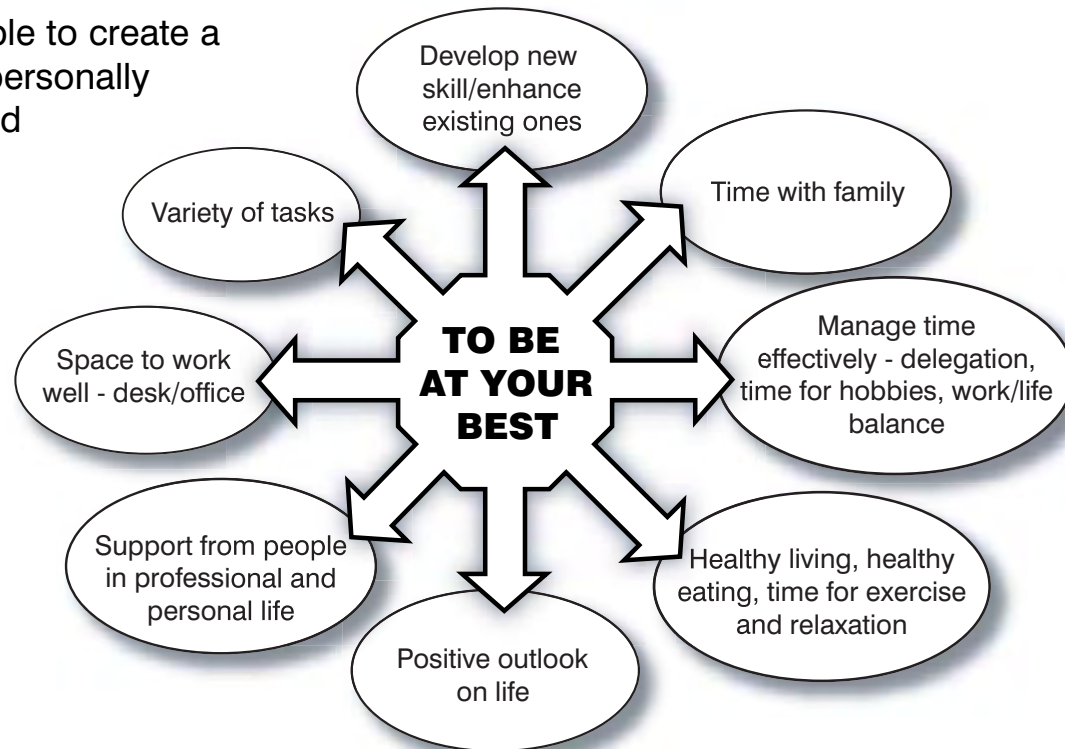 ble to create a
personally
d
Develop new
skill/enhance
existing ones
Time with family
Manage time
effectively - delegation,
time for hobbies, work/life
balance
Healthy living, healthy
eating, time for exercise
and relaxation
Positive outlook
on life
Support from people
in professional and
personal life
Space to work
well - desk/office
Variety of tasks
TO BE
AT YOUR
BEST